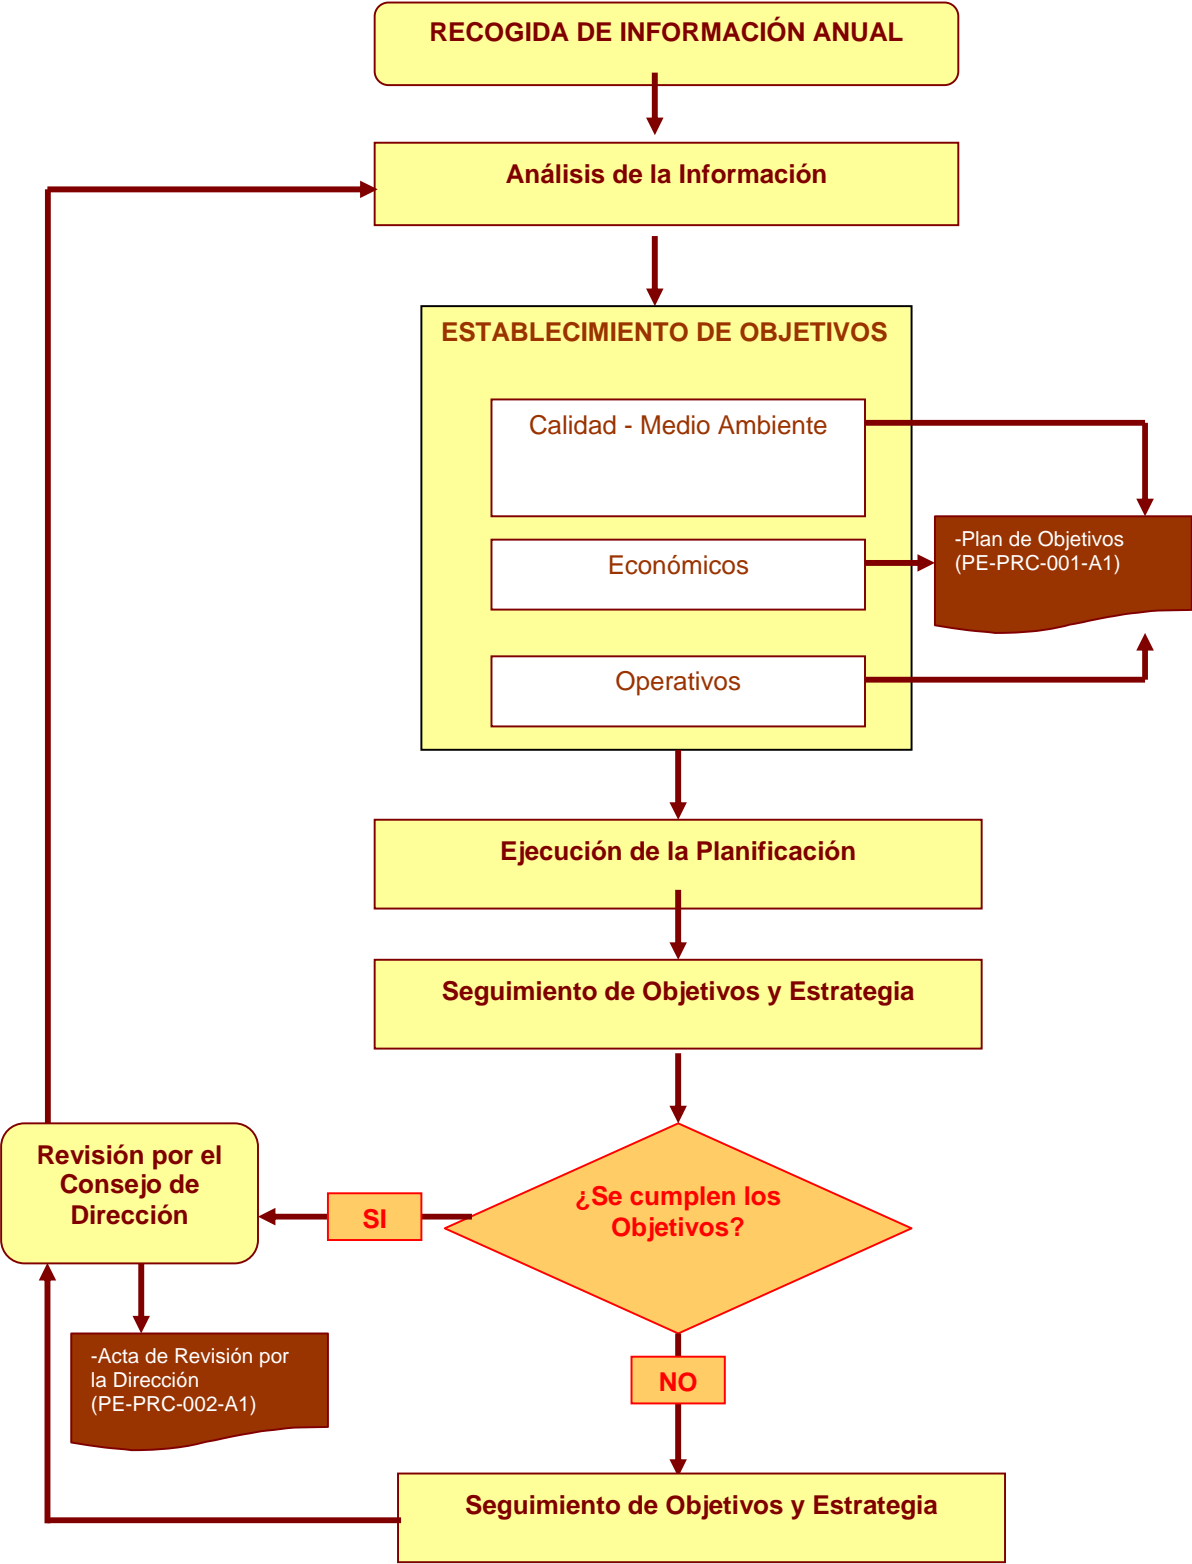 RECOGIDA DE INFORMACIÓN ANUAL
Análisis de la Información
ESTABLECIMIENTO DE OBJETIVOS
Calidad - Medio Ambiente
-Plan de Objetivos
(PE-PRC-001-A1)
Económicos
Operativos
Ejecución de la Planificación
Seguimiento de Objetivos y Estrategia
¿Se cumplen los
Objetivos?
SI
Revisión por el
Consejo de
Dirección
-Acta de Revisión por
la Dirección
(PE-PRC-002-A1)
NO
Seguimiento de Objetivos y Estrategia